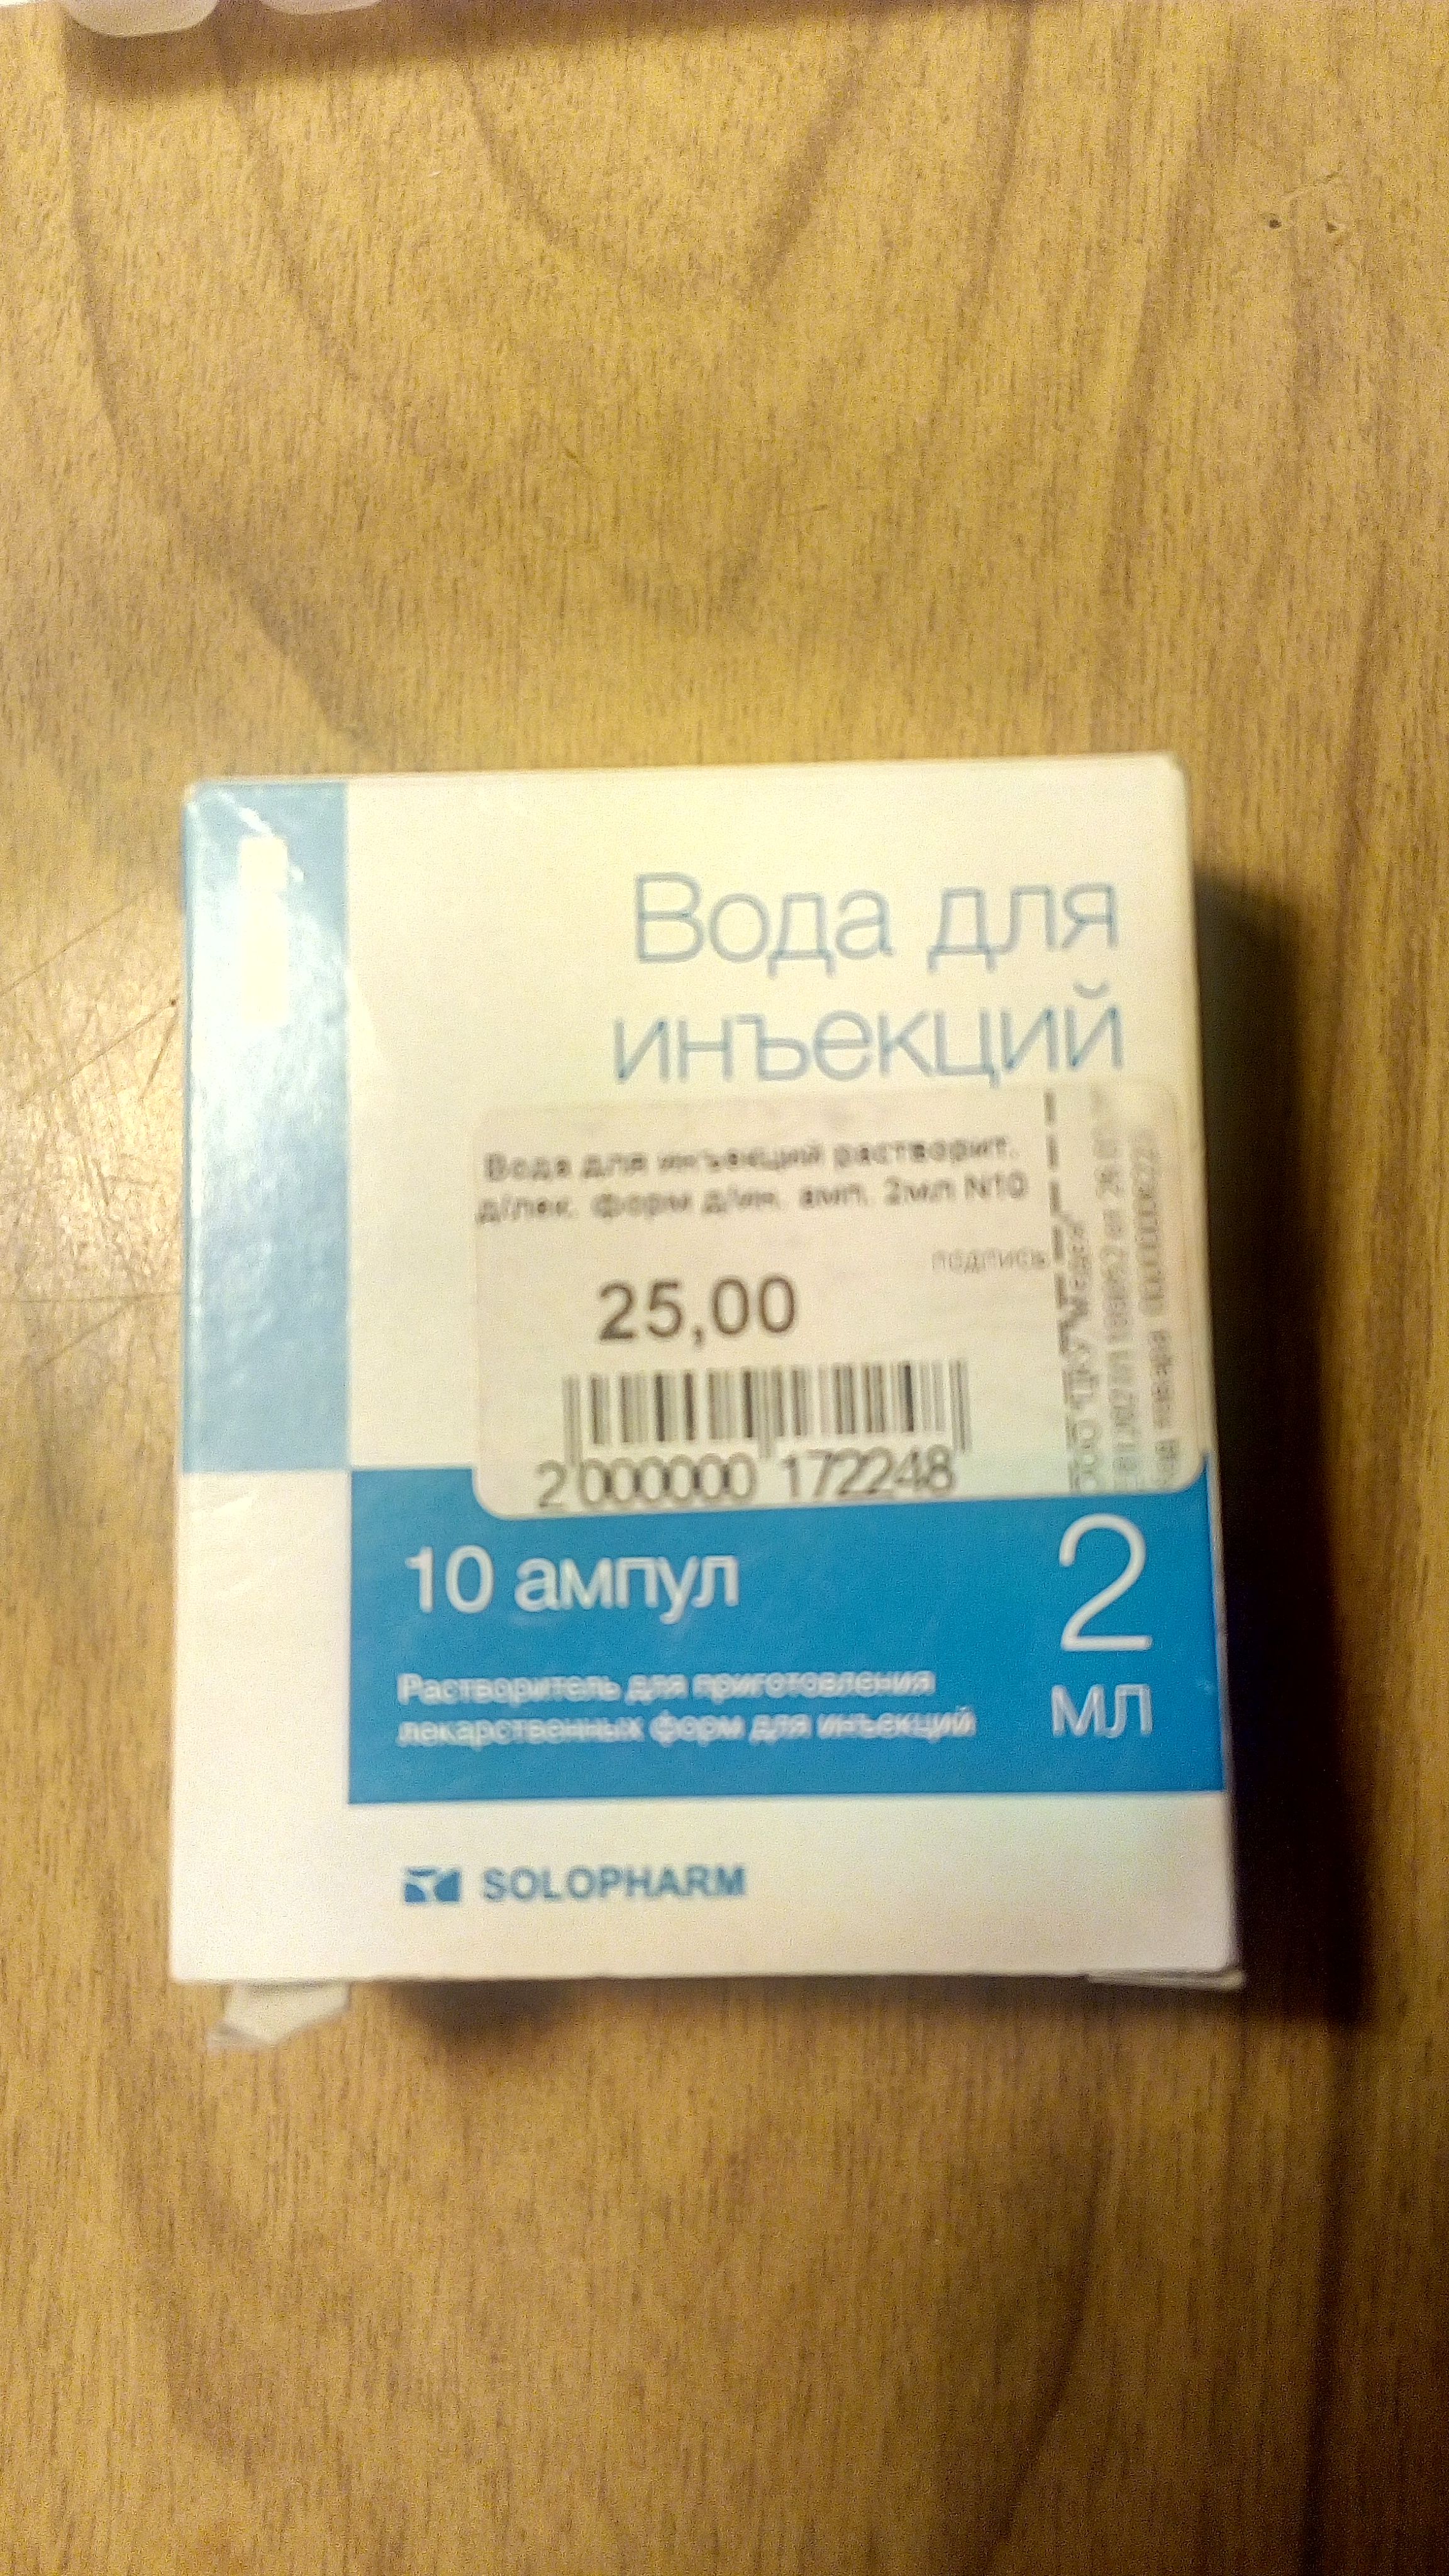 Вода для
инъекций
Вода для инъекций растворит.
д/лек. форм д/ин. амп. 2мл N10
подпись
25,00
2 000000 172248
10 ампул
2
мл
Растворитель для приготовления
лекарственных форм для инъекций
SOLOPHARM